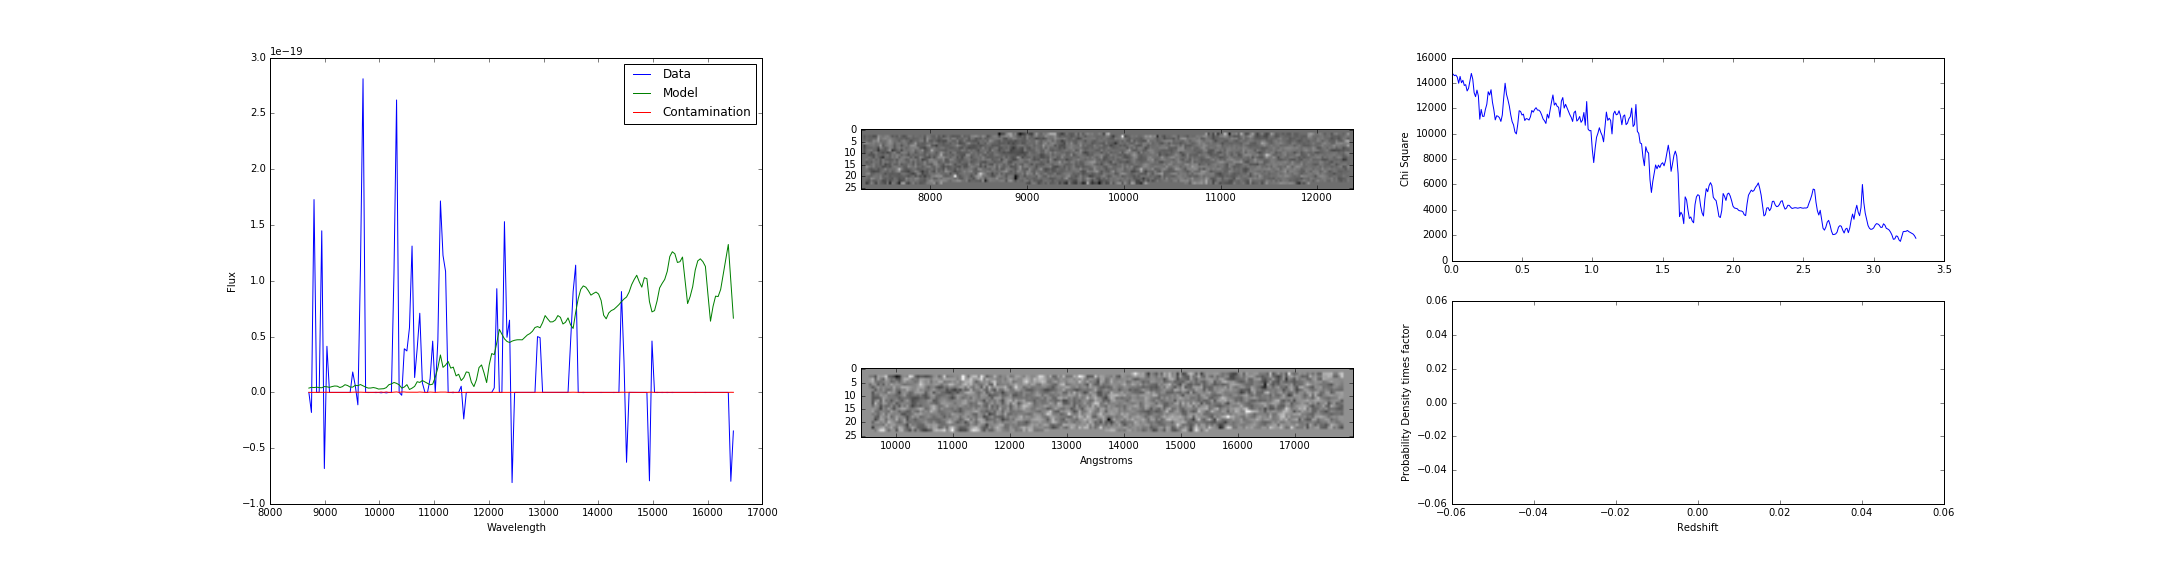 1e−19
3.0
2.5
2.0
1.5
1.0
0.5
0.0
−0.5
−1.0
Flux
8000 9000 10000 11000 12000 13000 14000 15000 16000 17000
Wavelength
Data
Model
Contamination
0
5
10
15
20
25
8000 9000 10000 11000 12000
0
5
10
15
20
25
10000 11000 12000 13000 14000 15000 16000 17000
Angstroms
16000
14000
12000
10000
8000
6000
4000
2000
0
Chi Square
0.0 0.5 1.0 1.5 2.0 2.5 3.0 3.5
0.06
0.04
0.02
0.00
−0.02
−0.04
−0.06
Probability Density times factor
−0.06 −0.04 −0.02 0.00 0.02 0.04 0.06
Redshift